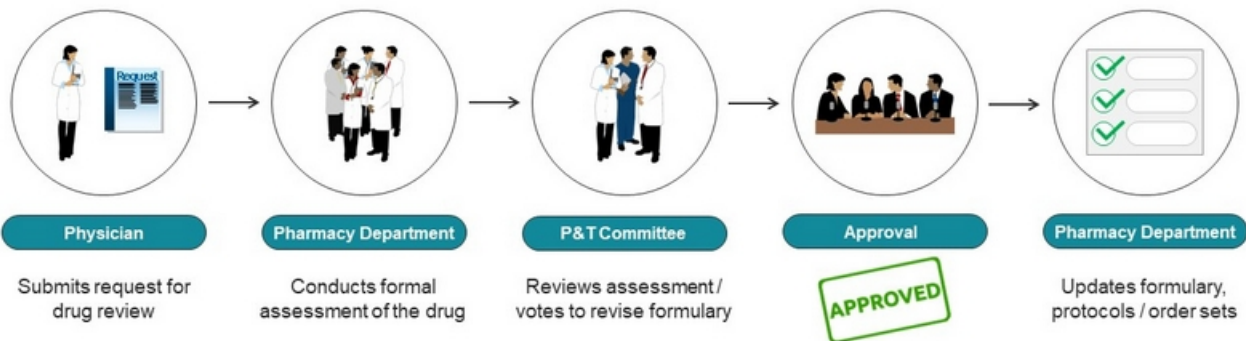 Request
Physician
Submits request for
drug review
Pharmacy Department
Conducts formal
assessment of the drug
P&T Committee
Reviews assessment /
votes to revise formulary
Approval
APPROVED
Pharmacy Department
Updates formulary,
protocols / order sets